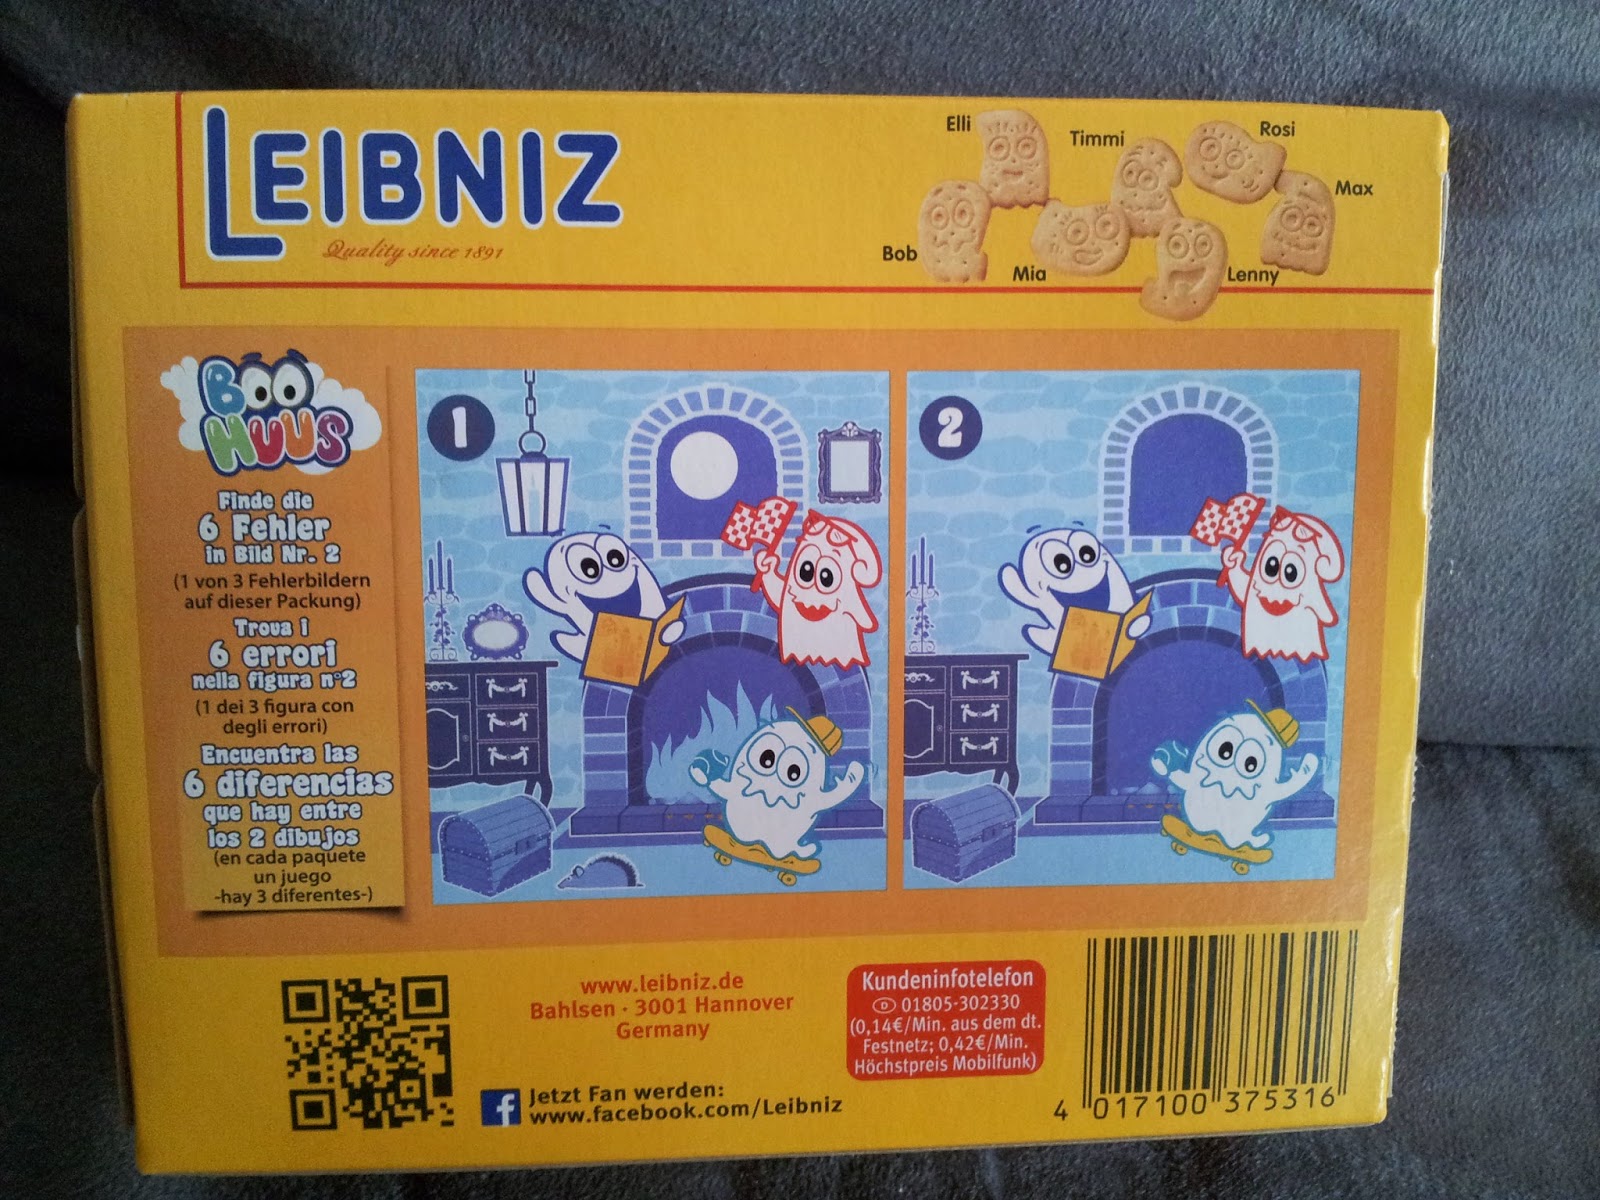 LEIBNIZ
Quality since 1891
Elli
Timmi
Rosi
Max
Bob
Mia
Lenny
BOO
HUUS
Finde die
6 Fehler
in Bild Nr. 2
(1 von 3 Fehlerbildern
auf dieser Packung)
Trova i
6 errori
nella figura n°2
(1 dei 3 figura con
degli errori)
Encuentra las
6 diferencias
que hay entre
los 2 dibujos
(en cada paquete
un juego
-hay 3 diferentes-)
1
2
www.leibniz.de
Bahlsen · 3001 Hannover
Germany
f Jetzt Fan werden:
www.facebook.com/Leibniz
Kundeninfotelefon
D 01805-302330
(0,14€/Min. aus dem dt.
Festnetz; 0,42€/Min.
Höchstpreis Mobilfunk)
4 017100 375316